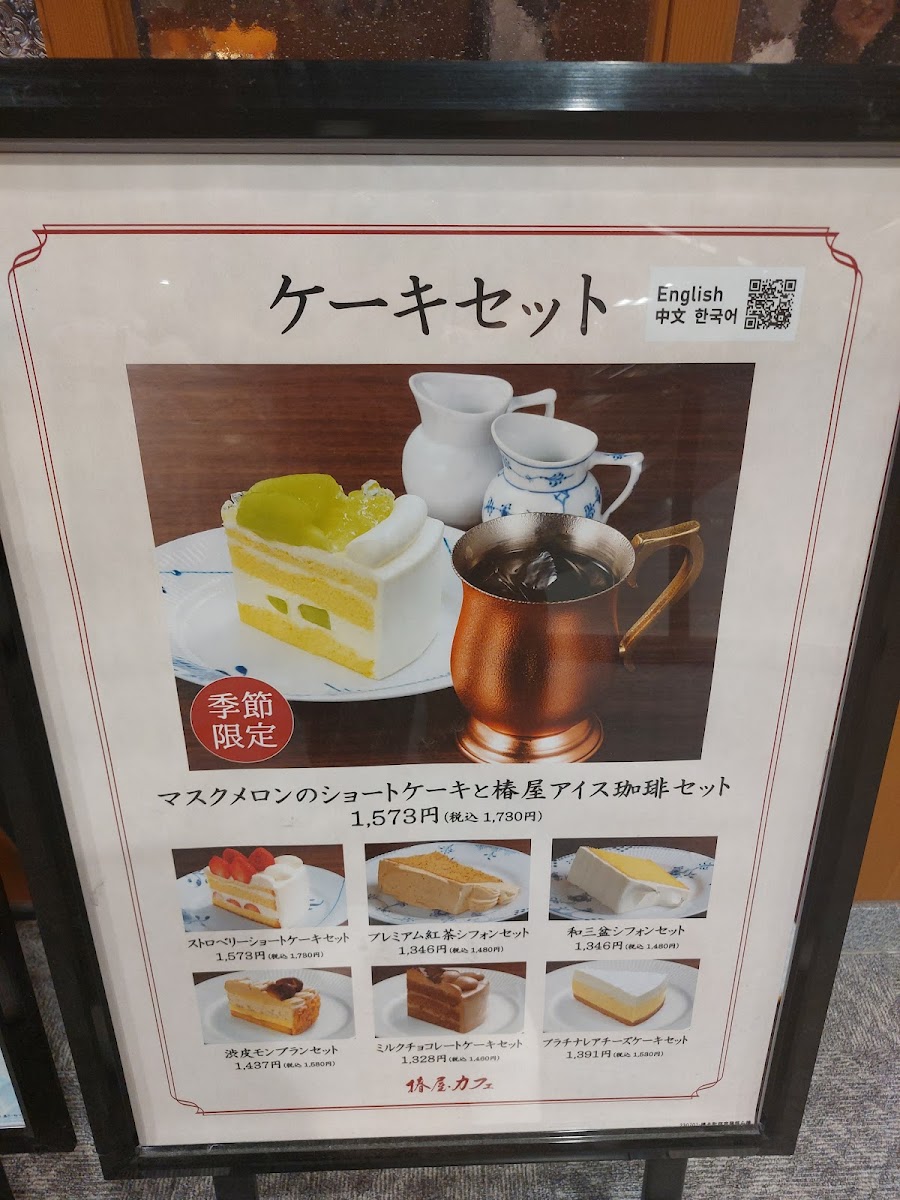 ケーキセット
English
中文 한국어
季節
限定
マスクメロンのショートケーキと椿屋アイス珈琲セット
1,573円(税込 1,730円)
ストロベリーショートケーキセット
1,573円(税込 1,730円)
プレミアム紅茶シフォンセット
1,346円(税込 1,480円)
和三盆シフォンセット
1,346円(税込 1,480円)
渋皮モンブランセット
1,437円(税込 1,580円)
ミルクチョコレートケーキセット
1,328円(税込 1,460円)
プラチナレアチーズケーキセット
1,391円(税込 1,530円)
椿屋カフェ